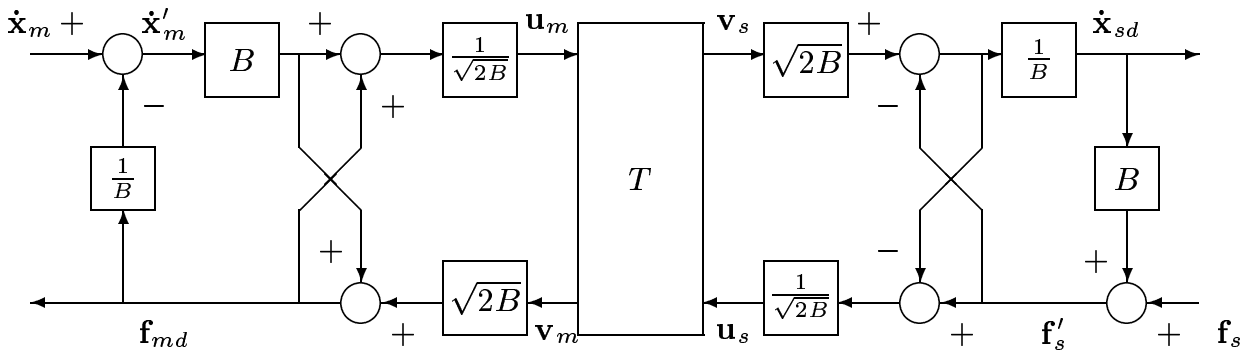 ẋ_m + ẋ′_m B + 1/√2B u_m T v_s √2B + 1/B ẋ_sd
− + −
1/B B
+ − +
f_md + √2B v_m u_s 1/√2B + f′_s + f_s